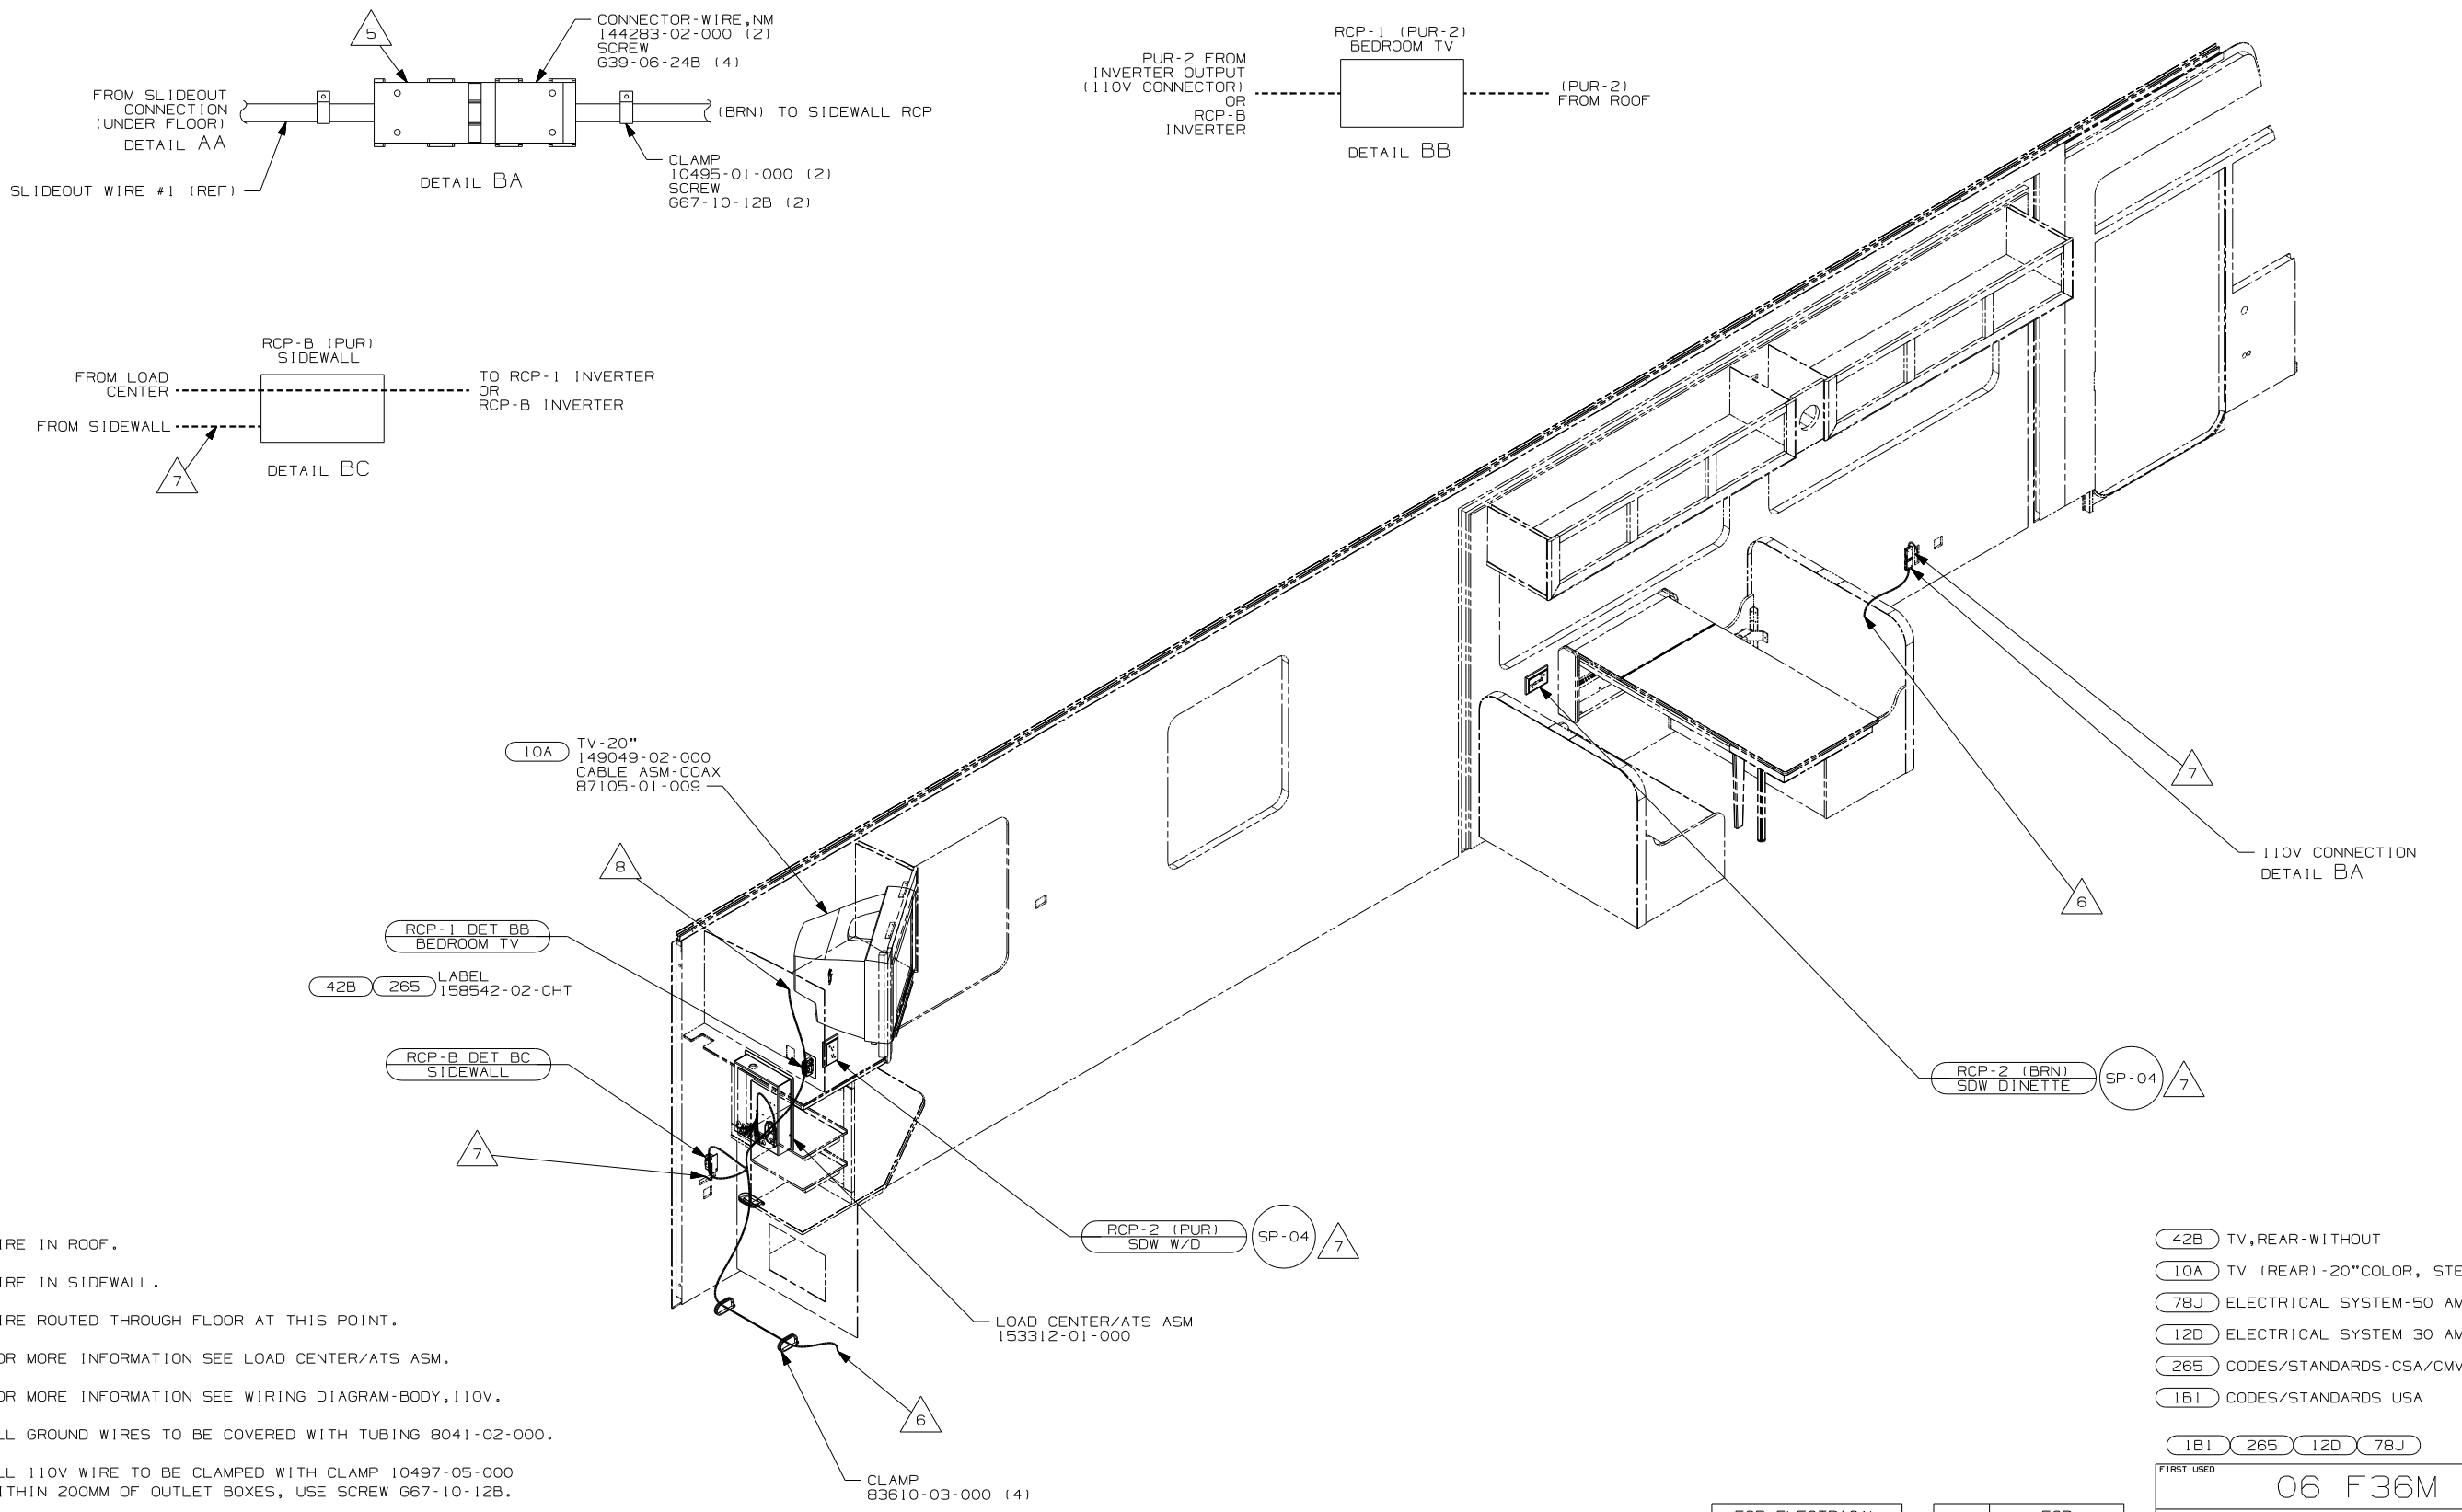 5
CONNECTOR-WIRE,NM
144283-02-000 (2)
SCREW
G39-06-24B (4)
FROM SLIDEOUT
CONNECTION
(UNDER FLOOR)
DETAIL AA
(BRN) TO SIDEWALL RCP
SLIDEOUT WIRE #1 (REF)
CLAMP
10495-01-000 (2)
SCREW
G67-10-12B (2)
DETAIL BA
RCP-1 (PUR-2)
BEDROOM TV
PUR-2 FROM
INVERTER OUTPUT
(110V CONNECTOR)
OR
RCP-B
INVERTER
(PUR-2)
FROM ROOF
DETAIL BB
RCP-B (PUR)
SIDEWALL
FROM LOAD
CENTER
TO RCP-1 INVERTER
OR
RCP-B INVERTER
FROM SIDEWALL
7
DETAIL BC
10A
TV-20"
149049-02-000
CABLE ASM-COAX
87105-01-009
8
RCP-1 DET BB
BEDROOM TV
42B 265
LABEL
158542-02-CHT
RCP-B DET BC
SIDEWALL
7
7
110V CONNECTION
DETAIL BA
6
RCP-2 (BRN)
SDW DINETTE
SP-04
7
RCP-2 (PUR)
SDW W/D
SP-04
7
LOAD CENTER/ATS ASM
153312-01-000
6
CLAMP
83610-03-000 (4)
IRE IN ROOF.
IRE IN SIDEWALL.
IRE ROUTED THROUGH FLOOR AT THIS POINT.
OR MORE INFORMATION SEE LOAD CENTER/ATS ASM.
OR MORE INFORMATION SEE WIRING DIAGRAM-BODY,110V.
LL GROUND WIRES TO BE COVERED WITH TUBING 8041-02-000.
LL 110V WIRE TO BE CLAMPED WITH CLAMP 10497-05-000
ITHIN 200MM OF OUTLET BOXES, USE SCREW G67-10-12B.
42B TV,REAR-WITHOUT
10A TV (REAR)-20"COLOR, STE
78J ELECTRICAL SYSTEM-50 AM
12D ELECTRICAL SYSTEM 30 AM
265 CODES/STANDARDS-CSA/CMV
1B1 CODES/STANDARDS USA
1B1 265 12D 78J
FIRST USED
06 F36M